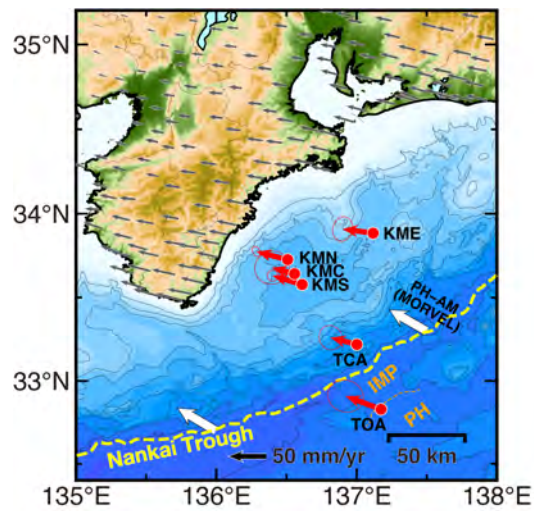 35°N
34°N
33°N
KME
KMN
KMC
KMS
PH-AM
(MORVEL)
TCA
IMP
PH
TOA
Nankai Trough
50 mm/yr
50 km
135°E
136°E
137°E
138°E